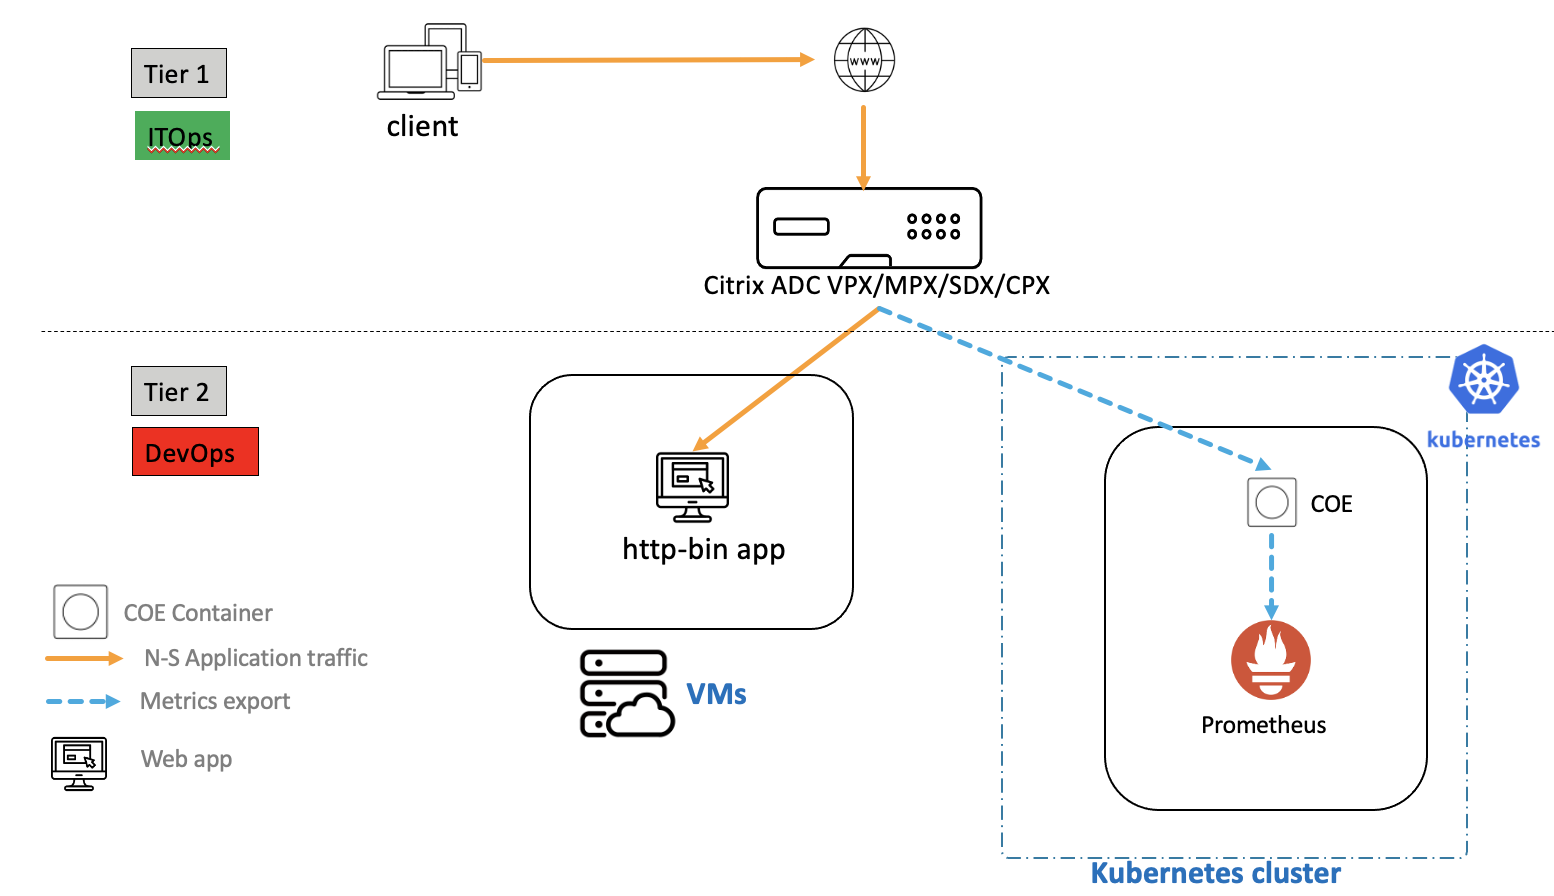 Tier 1
ITOps
client
www
Citrix ADC VPX/MPX/SDX/CPX
Tier 2
DevOps
http-bin app
VMs
kubernetes
COE
Prometheus
Kubernetes cluster
COE Container
N-S Application traffic
Metrics export
Web app